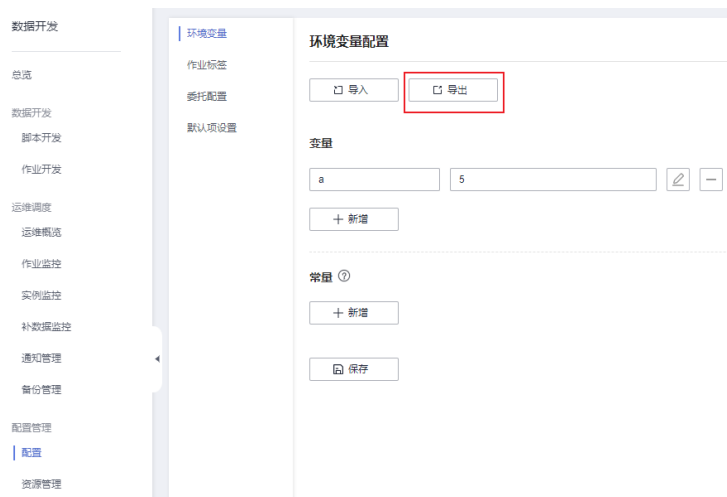 数据开发
总览
数据开发
脚本开发
作业开发
运维调度
运维概览
作业监控
实例监控
补数据监控
通知管理
备份管理
配置管理
配置
资源管理
环境变量
作业标签
委托配置
默认项设置
环境变量配置
导入 导出
变量
a 5
新增
常量 ?
新增
保存